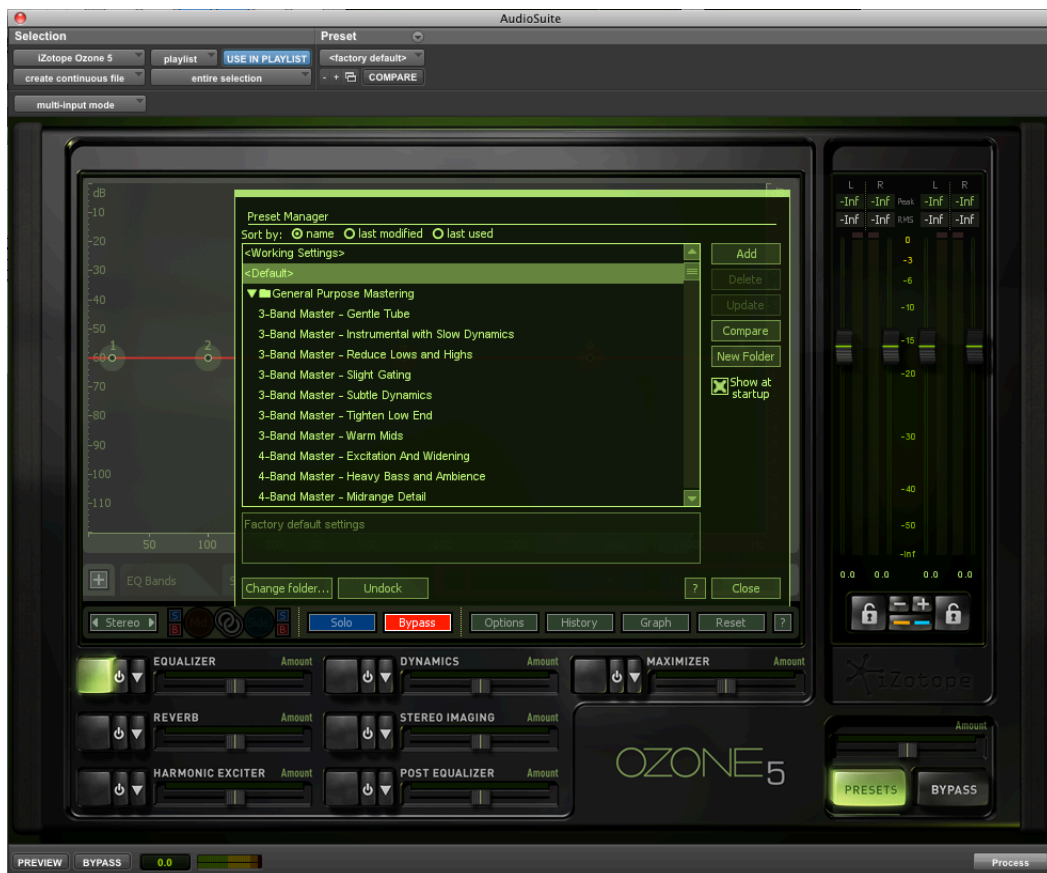 AudioSuite
Selection Preset
iZotope Ozone 5 playlist USE IN PLAYLIST <factory default>
create continuous file entire selection - + COMPARE
multi-input mode
dB
-10
-20
-30
-40
-50
-60
-70
-80
-90
-100
-110
50 100
1 2
Preset Manager
Sort by: name last modified last used
<Working Settings>
<Default>
General Purpose Mastering
3-Band Master - Gentle Tube
3-Band Master - Instrumental with Slow Dynamics
3-Band Master - Reduce Lows and Highs
3-Band Master - Slight Gating
3-Band Master - Subtle Dynamics
3-Band Master - Tighten Low End
3-Band Master - Warm Mids
4-Band Master - Excitation And Widening
4-Band Master - Heavy Bass and Ambience
4-Band Master - Midrange Detail
Add
Delete
Update
Compare
New Folder
Show at
startup
Factory default settings
Change folder... Undock ? Close
EQ Bands
Stereo S B Solo Bypass Options History Graph Reset ?
S B
L R L R
-Inf -Inf Peak -Inf -Inf
-Inf -Inf RMS -Inf -Inf
0
-3
-6
-10
-15
-20
-30
-40
-50
-Inf
0.0 0.0 0.0 0.0
EQUALIZER Amount DYNAMICS Amount MAXIMIZER Amount
REVERB Amount STEREO IMAGING Amount
HARMONIC EXCITER Amount POST EQUALIZER Amount
OZONE 5
iZotope
Amount
PRESETS BYPASS
PREVIEW BYPASS 0.0 Process